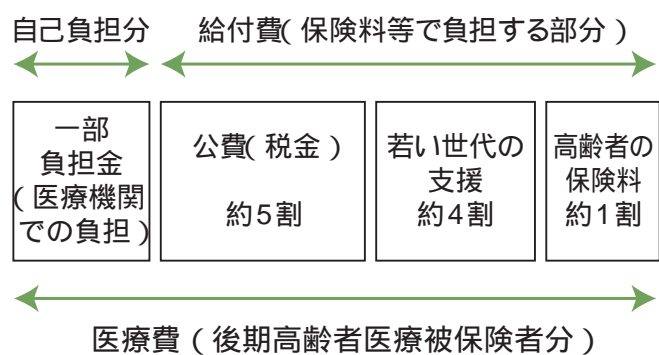 自己負担分
給付費(保険料等で負担する部分)
一部
負担金
(医療機関
での負担)
公費(税金)
約5割
若い世代の
支援
約4割
高齢者の
保険料
約1割
医療費(後期高齢者医療被保険者分)